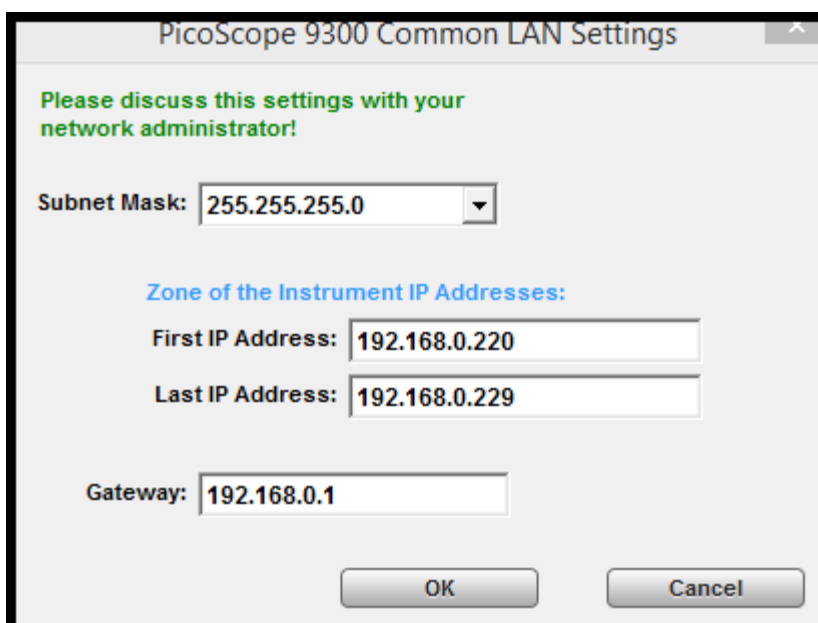 PicoScope 9300 Common LAN Settings
Please discuss this settings with your
network administrator!
Subnet Mask: 255.255.255.0
Zone of the Instrument IP Addresses:
First IP Address: 192.168.0.220
Last IP Address: 192.168.0.229
Gateway: 192.168.0.1
OK Cancel